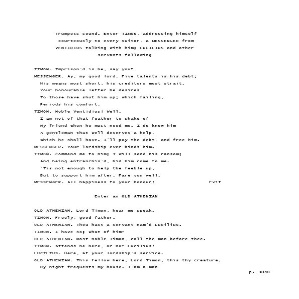 Trumpets sound. Enter TIMON, addressing himself
courteously to every suitor. A MESSENGER from
VENTIDIUS talking with him; LUCILIUS and other
servants following
TIMON. Imprison'd is he, say you?
MESSENGER. Ay, my good lord. Five talents is his debt;
His means most short, his creditors most strait.
Your honourable letter he desires
To those have shut him up; which failing,
Periods his comfort.
TIMON. Noble Ventidius! Well.
I am not of that feather to shake off
My friend when he must need me. I do know him
A gentleman that well deserves a help,
Which he shall have. I'll pay the debt, and free him.
MESSENGER. Your lordship ever binds him.
TIMON. Commend me to him; I will send his ransom;
And being enfranchis'd, bid him come to me.
'Tis not enough to help the feeble up,
But to support him after. Fare you well.
MESSENGER. All happiness to your honour! Exit
Enter an OLD ATHENIAN
OLD ATHENIAN. Lord Timon, hear me speak.
TIMON. Freely, good father.
OLD ATHENIAN. Thou hast a servant nam'd Lucilius.
TIMON. I have so; what of him?
OLD ATHENIAN. Most noble Timon, call the man before thee.
TIMON. Attends he here, or no? Lucilius!
LUCILIUS. Here, at your lordship's service.
OLD ATHENIAN. This fellow here, Lord Timon, this thy creature,
By night frequents my house. I am a man